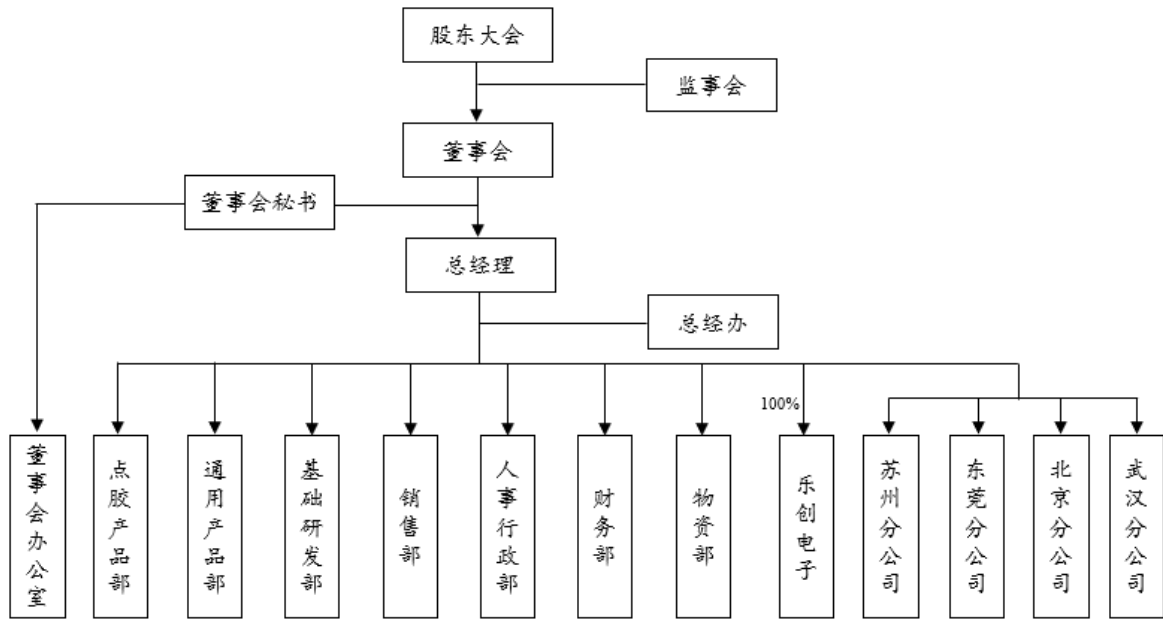 股东大会
监事会
董事会
董事会秘书
总经理
总经办
100%
董事会办公室
点胶产品部
通用产品部
基础研发部
销售部
人事行政部
财务部
物资部
乐创电子
苏州分公司
东莞分公司
北京分公司
武汉分公司